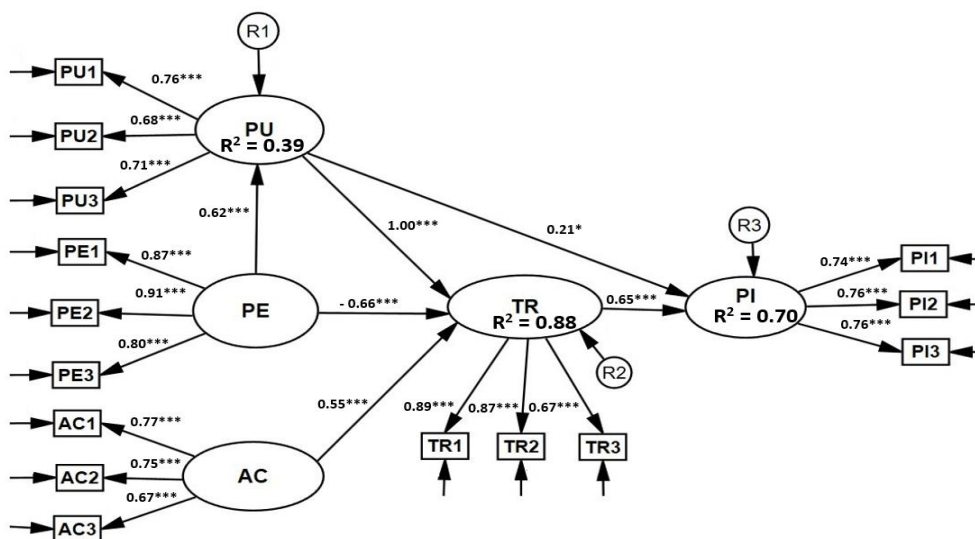 R1
PU1
0.76***
PU
R² = 0.39
PU2
0.68***
0.71***
PU3
0.62***
1.00***
0.21*
R3
PE1
0.87***
PE2
0.91***
PE
- 0.66***
TR
R² = 0.88
0.65***
PI
R² = 0.70
0.74***
PI1
0.76***
PI2
0.76***
PI3
PE3
0.80***
R2
0.55***
0.89***
0.87***
0.67***
TR1
TR2
TR3
AC1
0.77***
AC2
0.75***
AC
0.67***
AC3